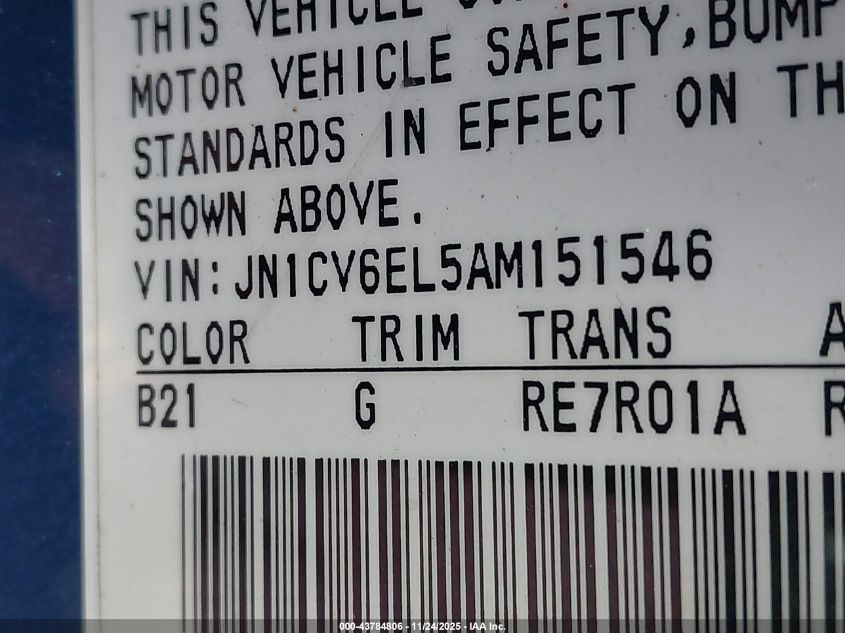 THIS VEHICLE
MOTOR VEHICLE SAFETY, BUMP
STANDARDS IN EFFECT ON TH
SHOWN ABOVE.
VIN: JN1CV6EL5AM151546
COLOR TRIM TRANS A
B21 G RE7R01A R
000-43784806 - 11/24/2025 - IAA Inc.